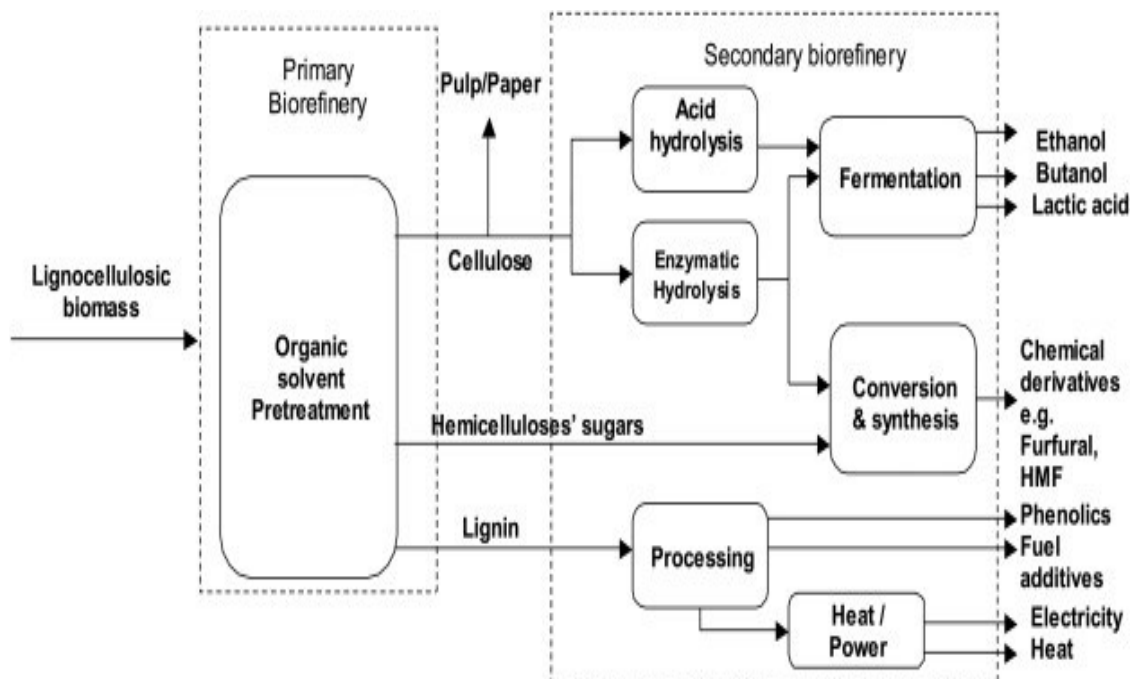 Primary
Biorefinery
Secondary biorefinery
Pulp/Paper
Acid
hydrolysis
Fermentation
Ethanol
Butanol
Lactic acid
Cellulose
Enzymatic
Hydrolysis
Lignocellulosic
biomass
Organic
solvent
Pretreatment
Conversion
& synthesis
Chemical
derivatives
e.g.
Furfural,
HMF
Hemicelluloses' sugars
Lignin
Processing
Phenolics
Fuel
additives
Heat /
Power
Electricity
Heat